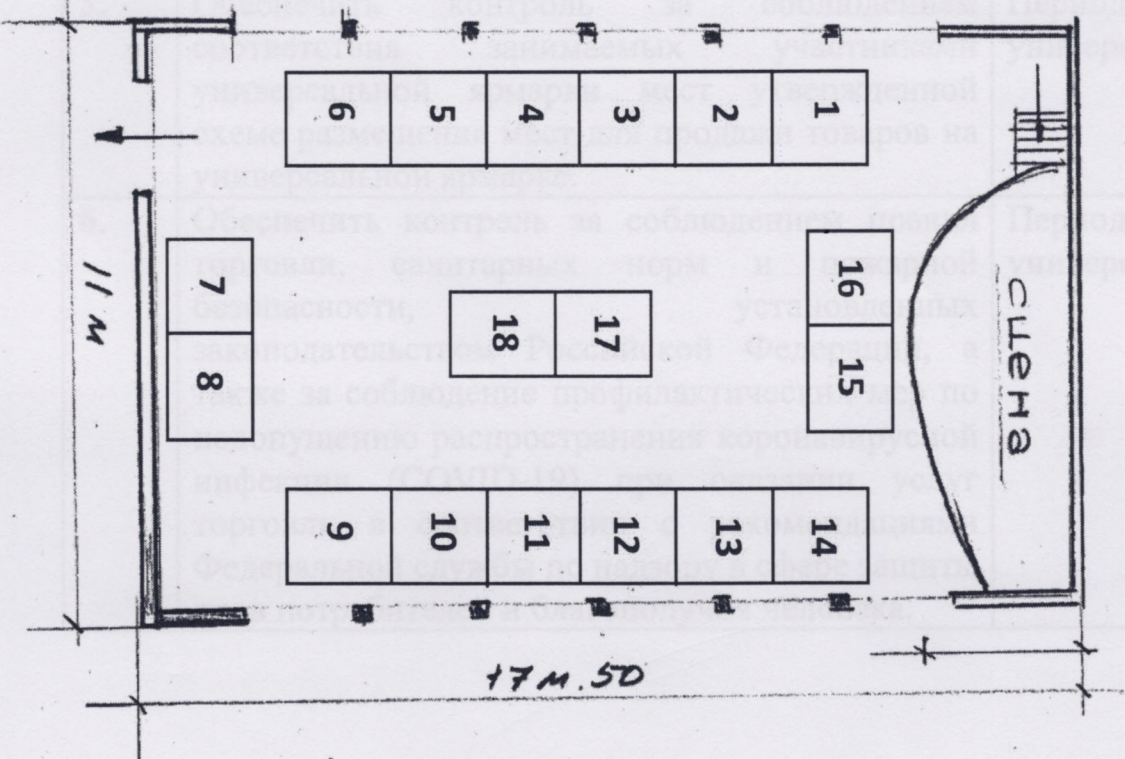 6 5 4 3 2 1
7
8
18 17
16
15
9 10 11 12 13 14
сцена
11 м
17 м. 50
5. Обеспечить контроль за соблюдением
соответствия занимаемых участниками
универсальной ярмарки мест утвержденной
схеме размещения мест для продажи товаров на
универсальной ярмарке.
6. Обеспечить контроль за соблюдением правил
торговли, санитарных норм и пожарной
безопасности, установленных
законодательством Российской Федерации, а
также за соблюдение профилактических мер по
недопущению распространения коронавирусной
инфекции (COVID-19) при оказании услуг
торговли в соответствии с рекомендациями
Федеральной службы по надзору в сфере защиты
прав потребителей и благополучия человека.